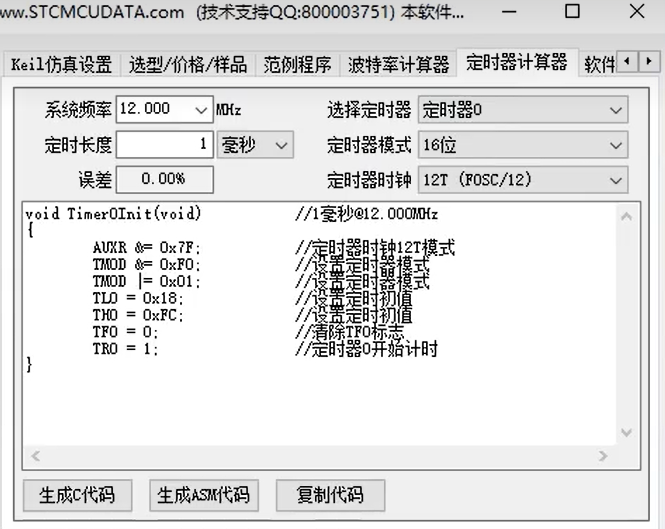 ww.STCMCUDATA.com (技术支持QQ:800003751) 本软件...
Keil仿真设置 选型/价格/样品 范例程序 波特率计算器 定时器计算器 软件
系统频率 12.000 MHz 选择定时器 定时器0
定时长度 1 毫秒 定时器模式 16位
误差 0.00% 定时器时钟 12T (FOSC/12)
void Timer0Init(void) //1毫秒@12.000MHz
{
AUXR &= 0x7F; //定时器时钟12T模式
TMOD &= 0xF0; //设置定时器模式
TMOD |= 0x01; //设置定时器模式
TL0 = 0x18; //设置定时初值
TH0 = 0xFC; //设置定时初值
TF0 = 0; //清除TF0标志
TR0 = 1; //定时器0开始计时
}
生成C代码 生成ASM代码 复制代码